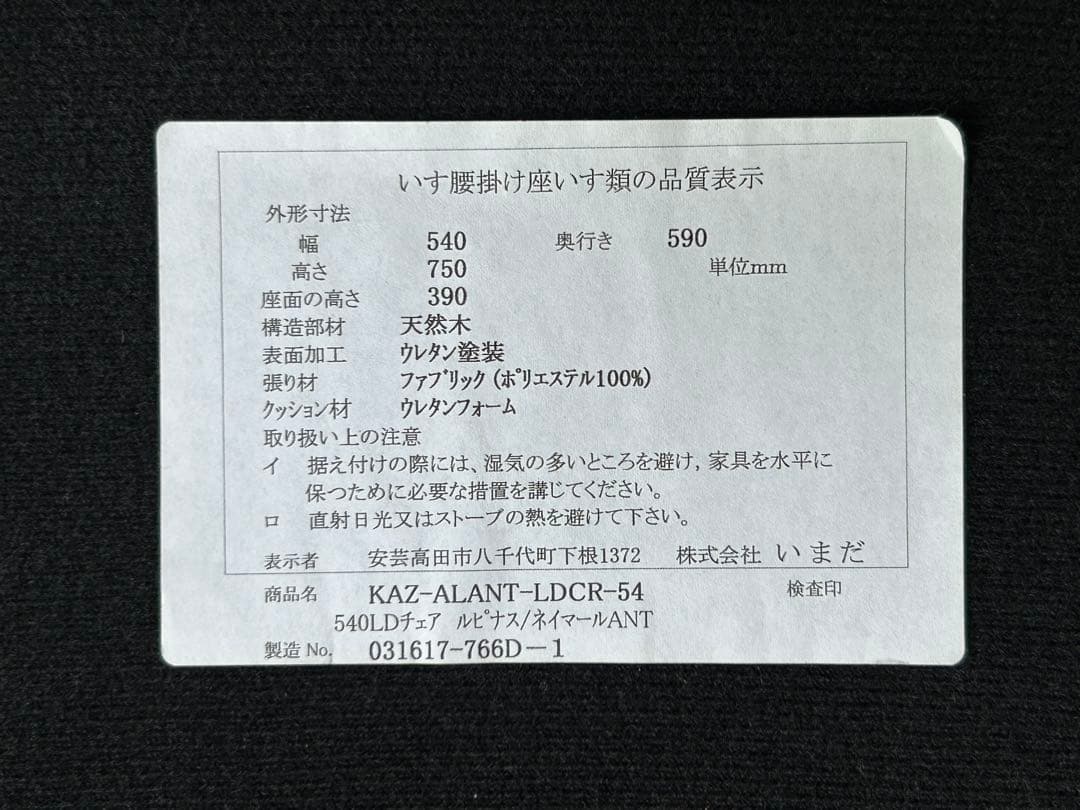 いす腰掛け座いす類の品質表示
外形寸法
幅 540 奥行き 590
高さ 750 単位mm
座面の高さ 390
構造部材 天然木
表面加工 ウレタン塗装
張り材 ファブリック (ポリエステル100%)
クッション材 ウレタンフォーム
取り扱い上の注意
イ 据え付けの際には、湿気の多いところを避け, 家具を水平に
保つために必要な措置を講じてください。
ロ 直射日光又はストーブの熱を避けて下さい。
表示者 安芸高田市八千代町下根1372 株式会社 いまだ
商品名 KAZ-ALANT-LDCR-54 検査印
540LDチェア ルピナス/ネイマールANT
製造 No. 031617-766D-1